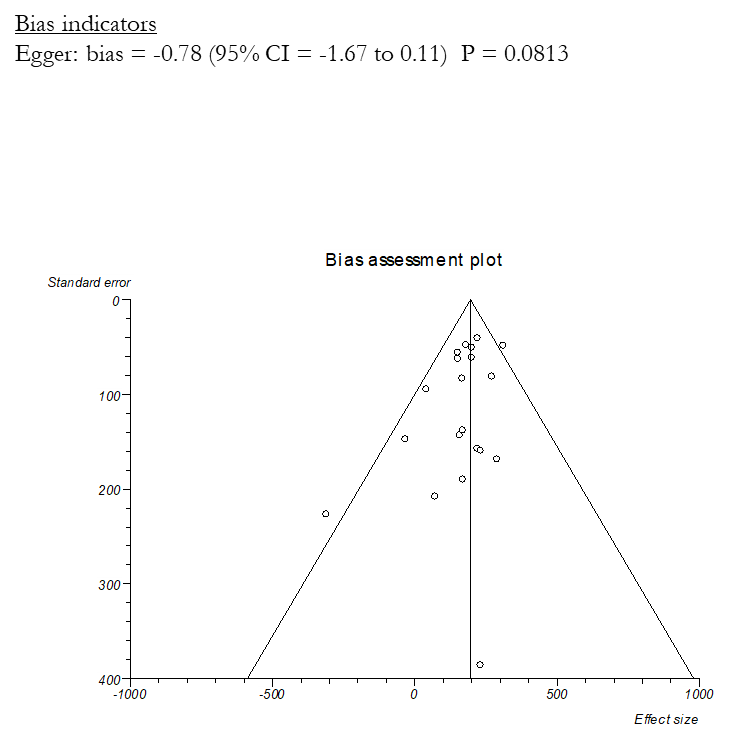 Bias indicators
Egger: bias = -0.78 (95% CI = -1.67 to 0.11)  P = 0.0813
Bias assessment plot
Standard error
0
100
200
300
400
-1000
-500
0
500
1000
Effect size